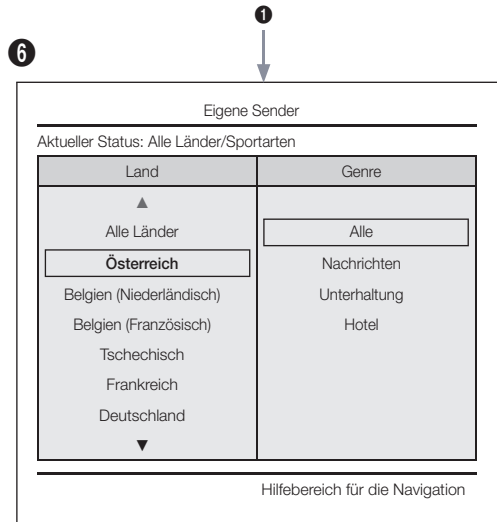 ❶
❻
Eigene Sender
Aktueller Status: Alle Länder/Sportarten
Land Genre
▲
Alle Länder Alle
Österreich Nachrichten
Belgien (Niederländisch) Unterhaltung
Belgien (Französisch) Hotel
Tschechisch
Frankreich
Deutschland
▼
Hilfebereich für die Navigation